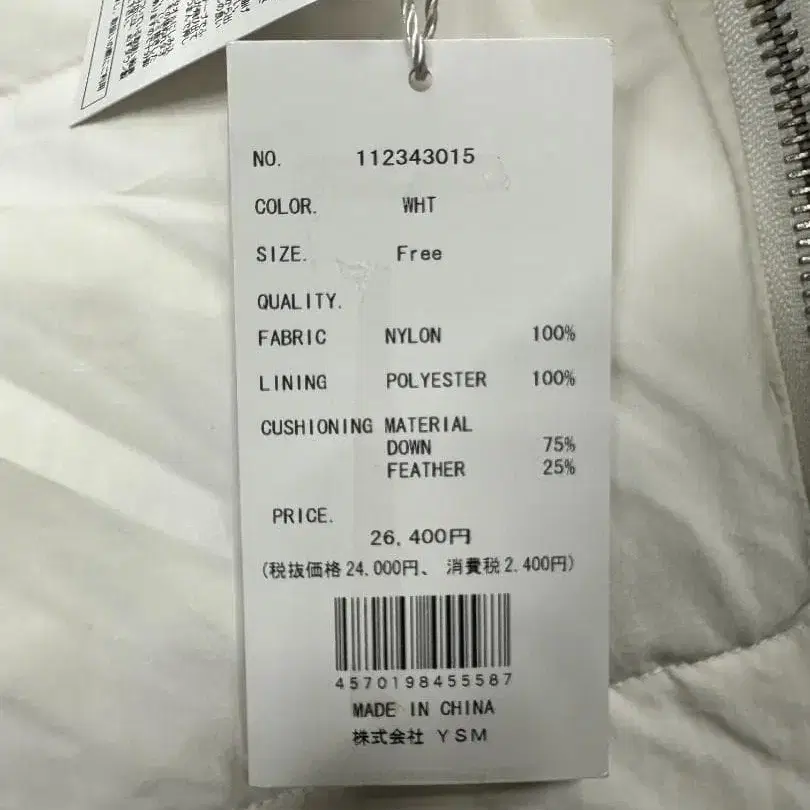 NO. 112343015
COLOR. WHT
SIZE. Free
QUALITY.
FABRIC NYLON 100%
LINING POLYESTER 100%
CUSHIONING MATERIAL
DOWN 75%
FEATHER 25%
PRICE.
26,400円
(税抜価格24,000円、 消費税2,400円)
4570198455587
MADE IN CHINA
株式会社 YSM